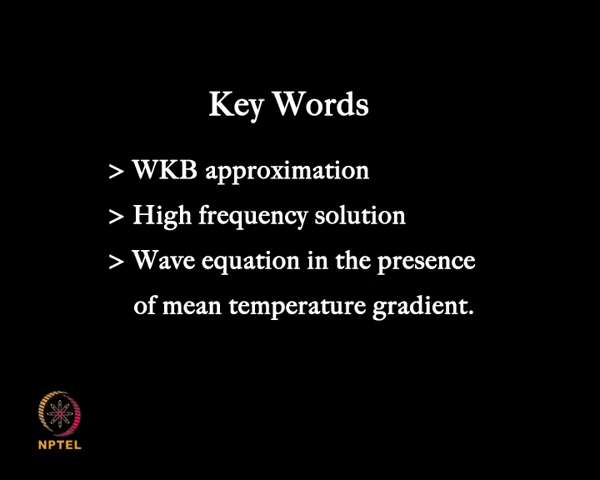 Key Words
> WKB approximation
> High frequency solution
> Wave equation in the presence
of mean temperature gradient.
NPTEL